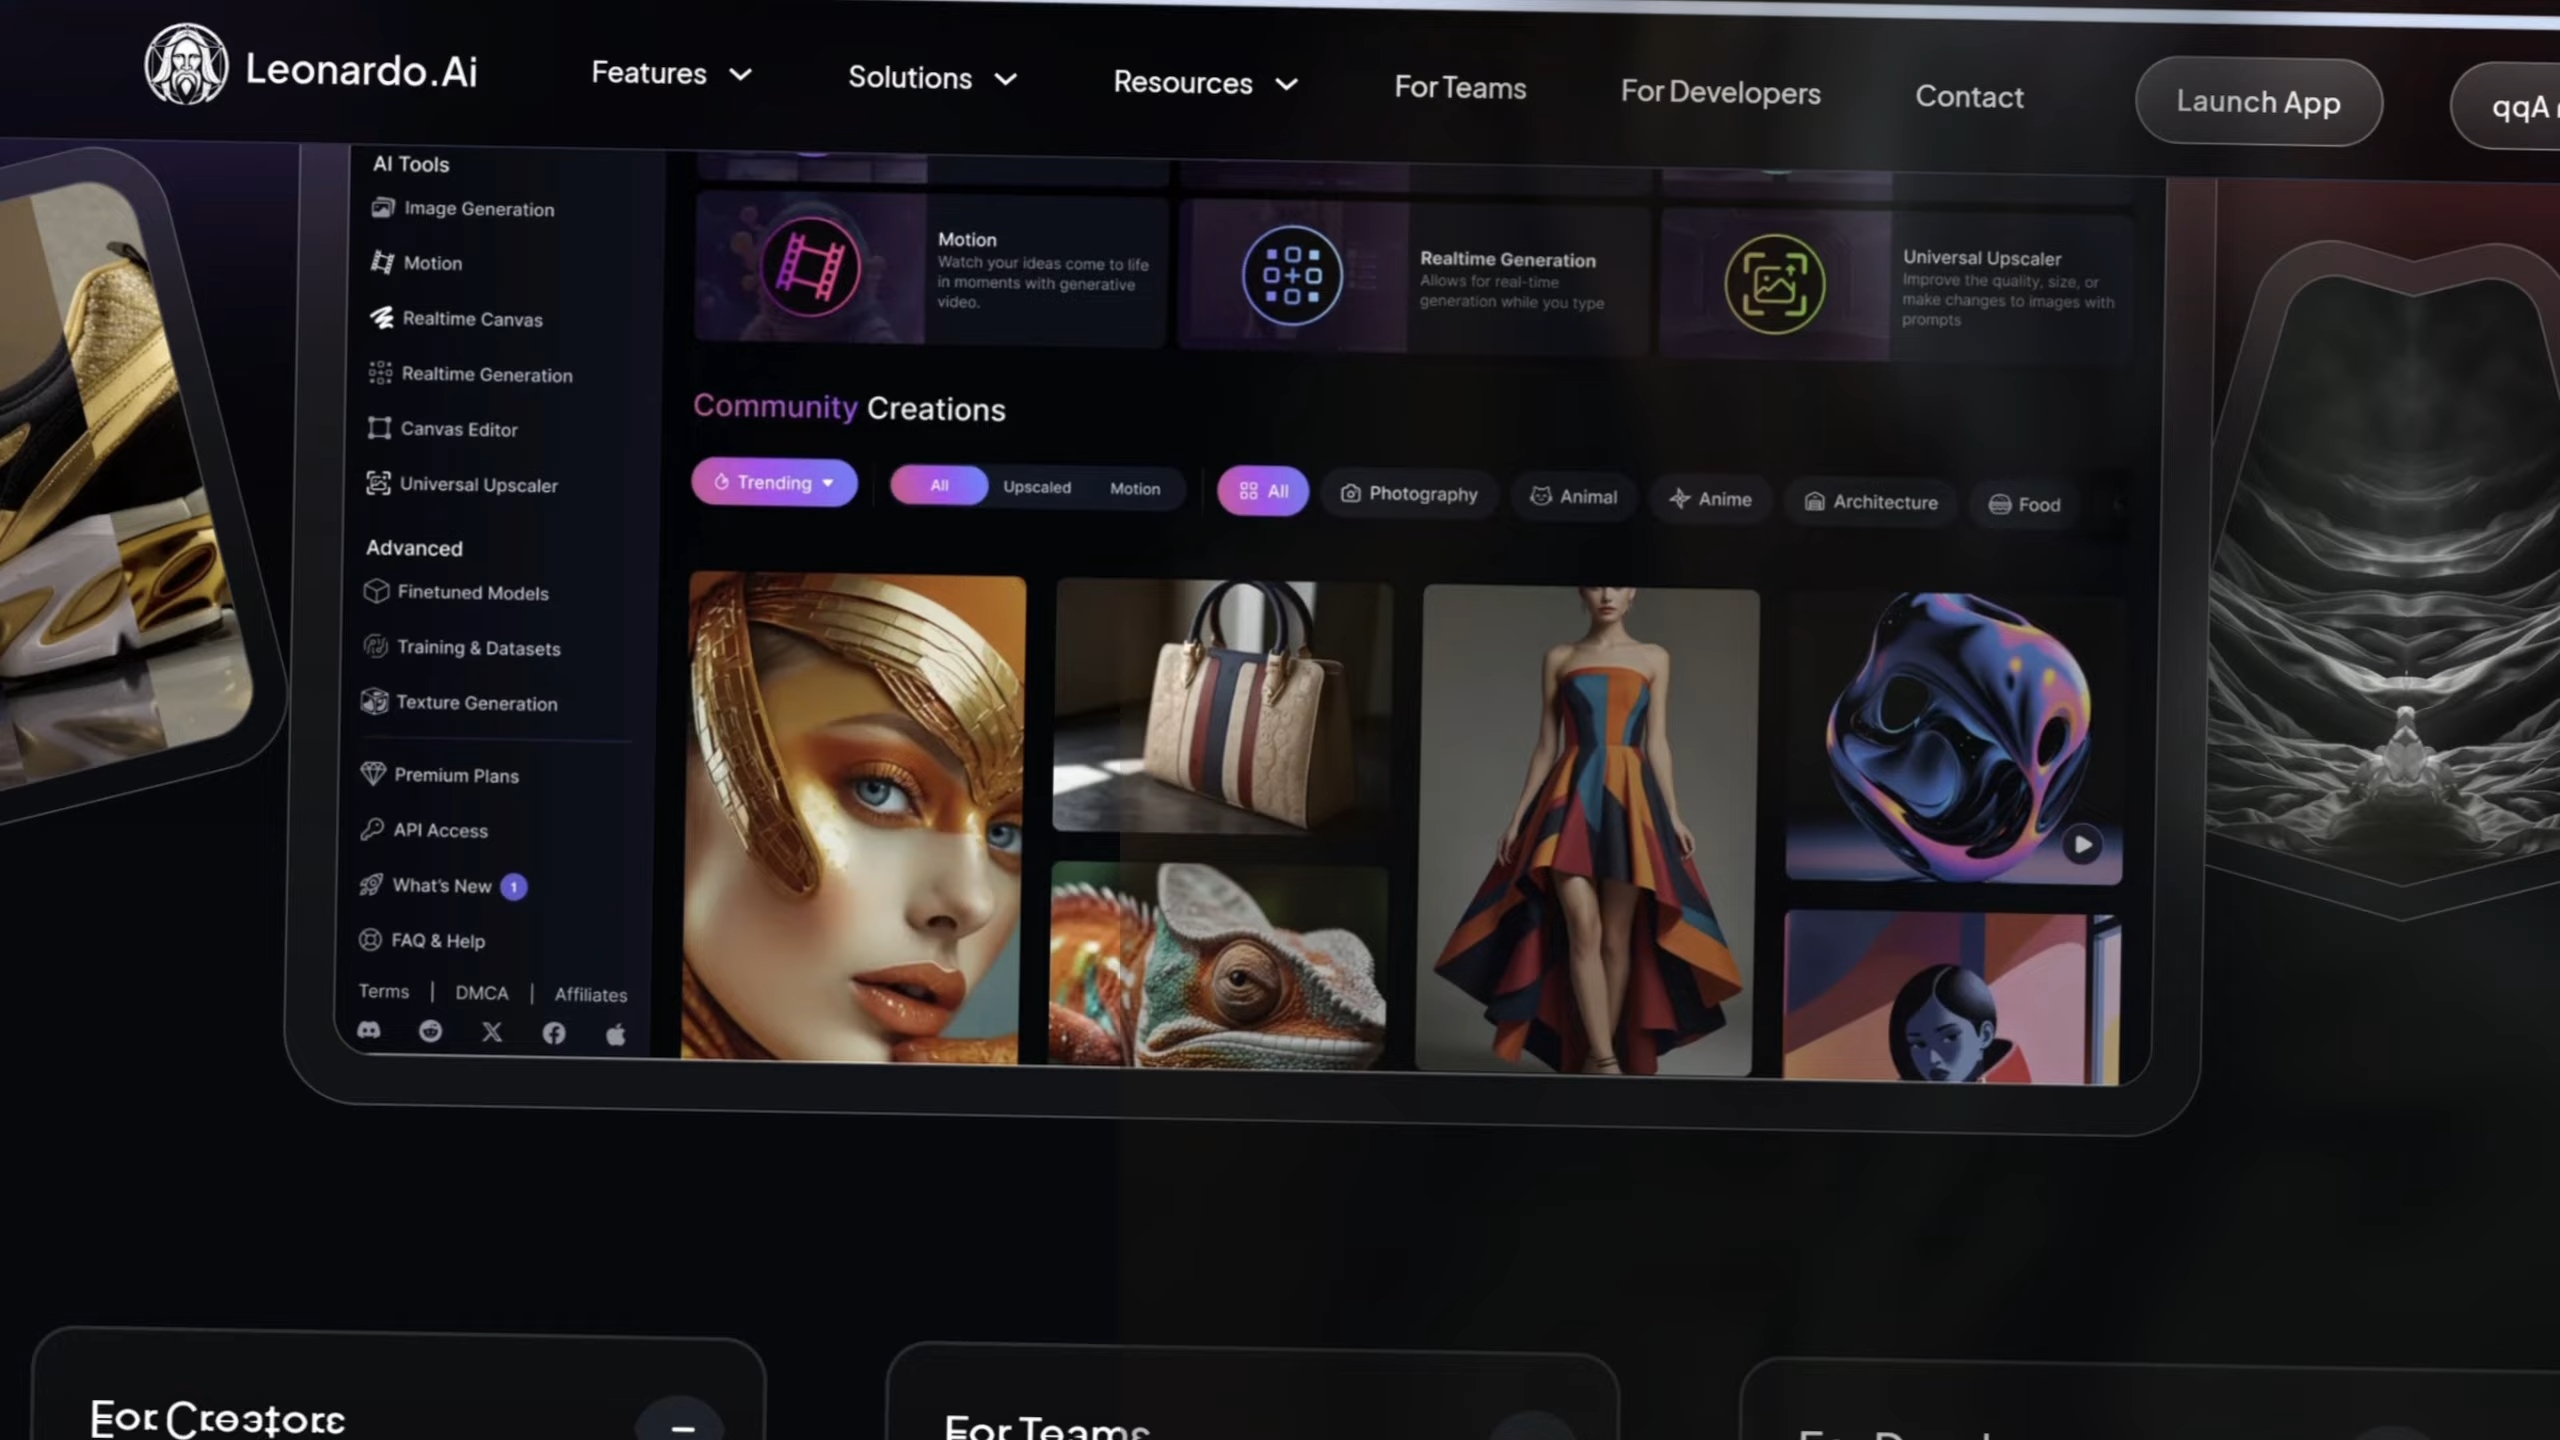 Leonardo.Ai
Features
Solutions
Resources
For Teams
For Developers
Contact
Launch App
qqA
AI Tools
Image Generation
Motion
Realtime Canvas
Realtime Generation
Canvas Editor
Universal Upscaler
Advanced
Finetuned Models
Training & Datasets
Texture Generation
Premium Plans
API Access
What's New 1
FAQ & Help
Terms | DMCA | Affiliates
Motion
Watch your ideas come to life
in moments with generative
video.
Realtime Generation
Allows for real-time
generation while you type
Universal Upscaler
Improve the quality, size, or
make changes to images with
prompts
Community Creations
Trending
All
Upscaled
Motion
All
Photography
Animal
Anime
Architecture
Food
For Creators
For Teams